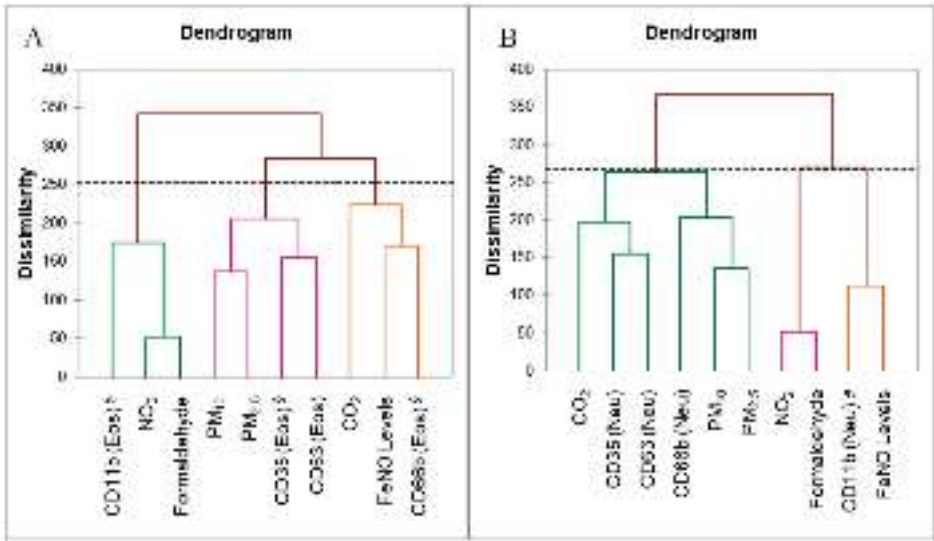 A
Dendrogram
400
350
300
250
200
150
100
50
0
Dissimilarity
CD11b (Eos) §
NO2
Formaldehyde
PM10
PM2.5
CD35 (Eos) §
CD63 (Eos)
CO2
FeNO Levels
CD66b (Eos) §
B
Dendrogram
400
350
300
250
200
150
100
50
0
Dissimilarity
CO2
CD35 (Neu)
CD63 (Neu)
CD66b (Neu)
PM10
PM2.5
NO2
Formaldehyde
CD11b (Neu) #
FeNO Levels